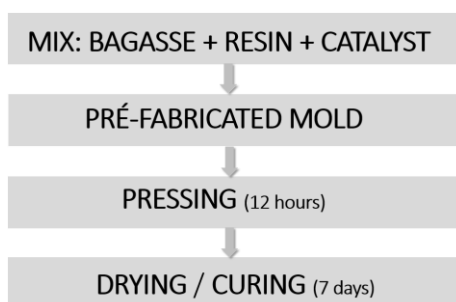 MIX: BAGASSE + RESIN + CATALYST
PRÉ-FABRICATED MOLD
PRESSING (12 hours)
DRYING / CURING (7 days)